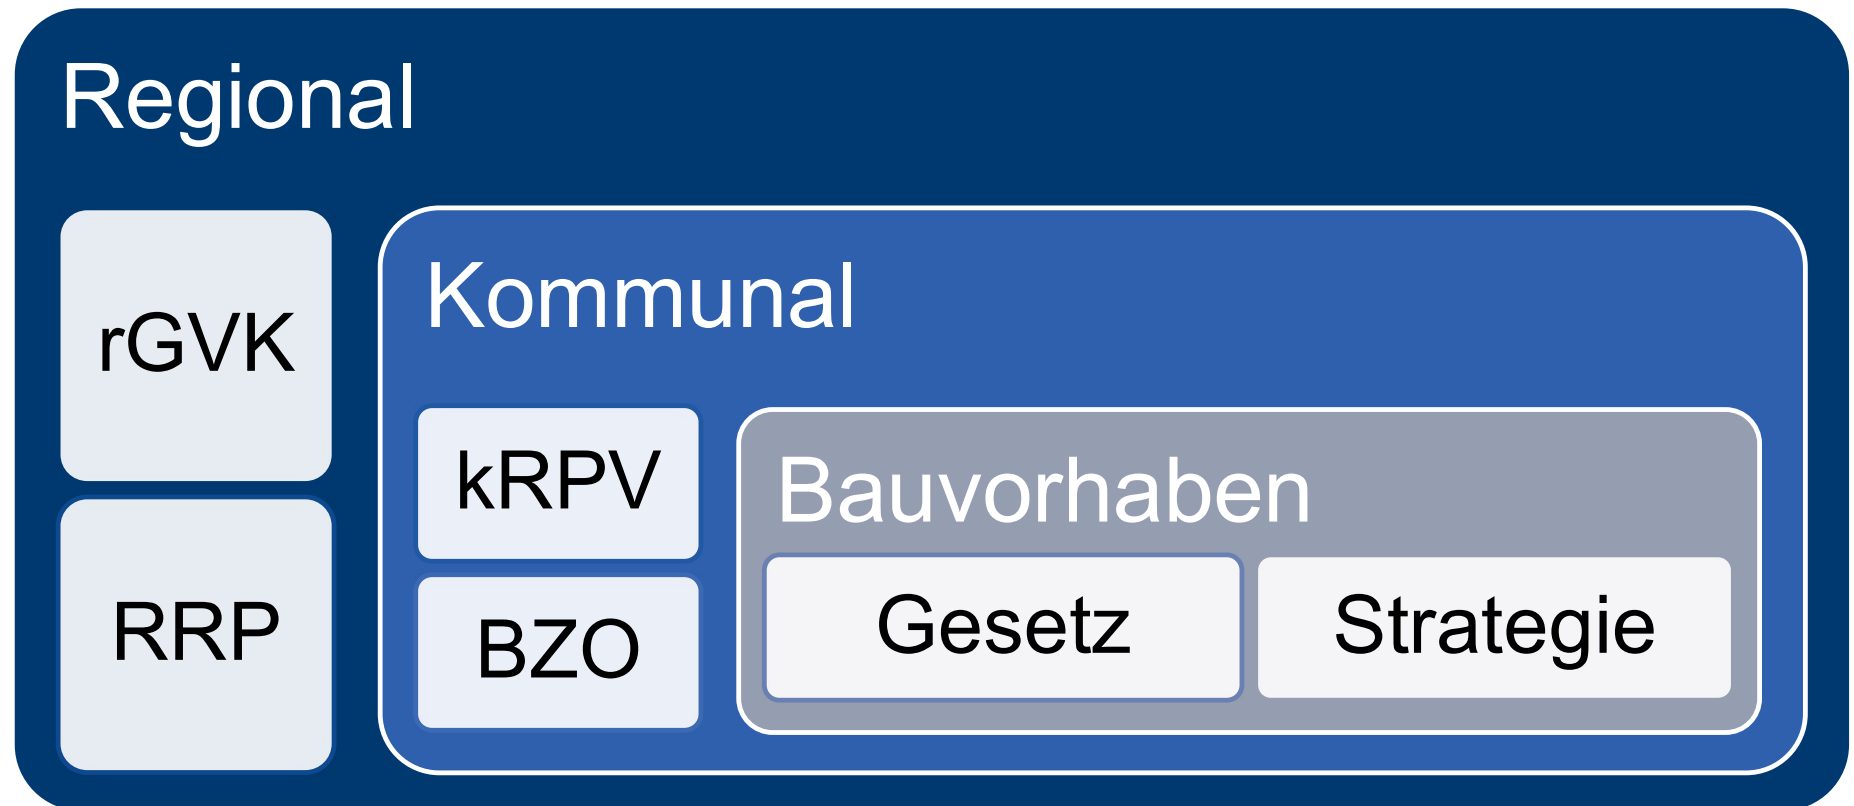 Regional
rGVK
RRP
Kommunal
kRPV
BZO
Bauvorhaben
Gesetz
Strategie